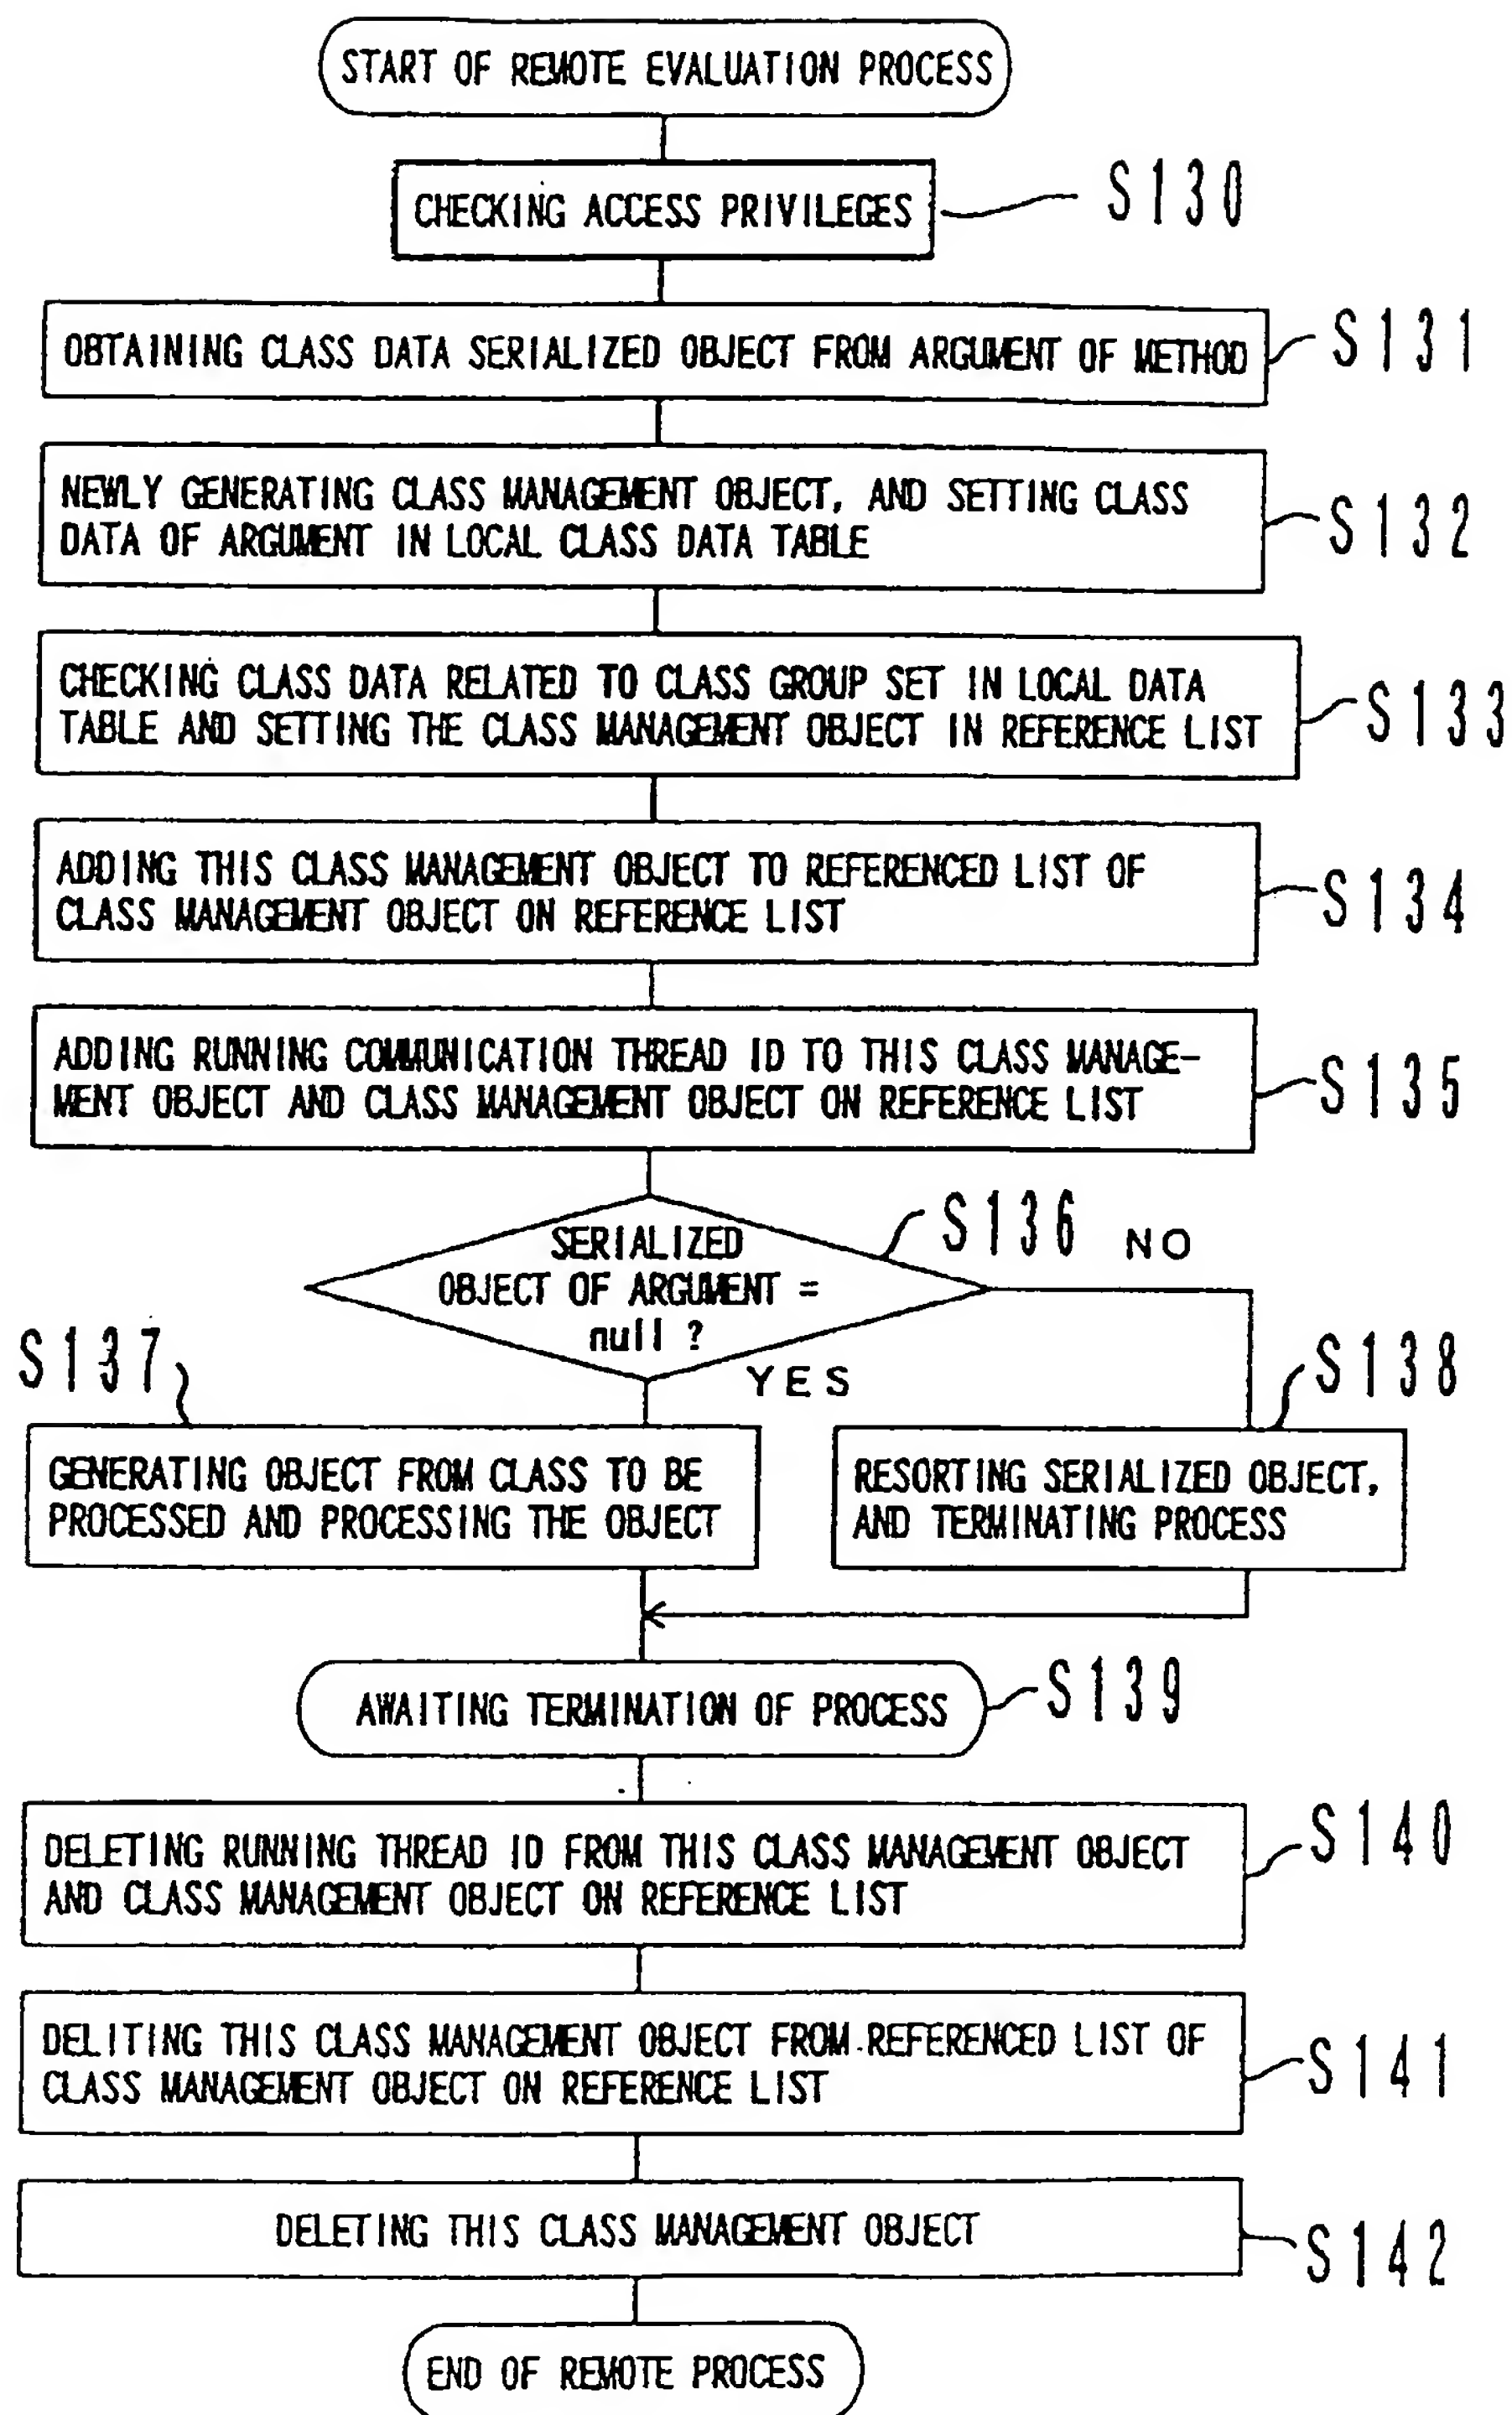 START OF REMOTE EVALUATION PROCESS
CHECKING ACCESS PRIVILEGES
S130
OBTAINING CLASS DATA SERIALIZED OBJECT FROM ARGUMENT OF METHOD
S131
NEWLY GENERATING CLASS MANAGEMENT OBJECT, AND SETTING CLASS
DATA OF ARGUMENT IN LOCAL CLASS DATA TABLE
S132
CHECKING CLASS DATA RELATED TO CLASS GROUP SET IN LOCAL DATA
TABLE AND SETTING THE CLASS MANAGEMENT OBJECT IN REFERENCE LIST
S133
ADDING THIS CLASS MANAGEMENT OBJECT TO REFERENCED LIST OF
CLASS MANAGEMENT OBJECT ON REFERENCE LIST
S134
ADDING RUNNING COMMUNICATION THREAD ID TO THIS CLASS MANAGE-
MENT OBJECT AND CLASS MANAGEMENT OBJECT ON REFERENCE LIST
S135
SERIALIZED
OBJECT OF ARGUMENT =
null ?
S136
NO
YES
S137
GENERATING OBJECT FROM CLASS TO BE
PROCESSED AND PROCESSING THE OBJECT
S138
RESORTING SERIALIZED OBJECT,
AND TERMINATING PROCESS
AWAITING TERMINATION OF PROCESS
S139
DELETING RUNNING THREAD ID FROM THIS CLASS MANAGEMENT OBJECT
AND CLASS MANAGEMENT OBJECT ON REFERENCE LIST
S140
DELITING THIS CLASS MANAGEMENT OBJECT FROM REFERENCED LIST OF
CLASS MANAGEMENT OBJECT ON REFERENCE LIST
S141
DELETING THIS CLASS MANAGEMENT OBJECT
S142
END OF REMOTE PROCESS